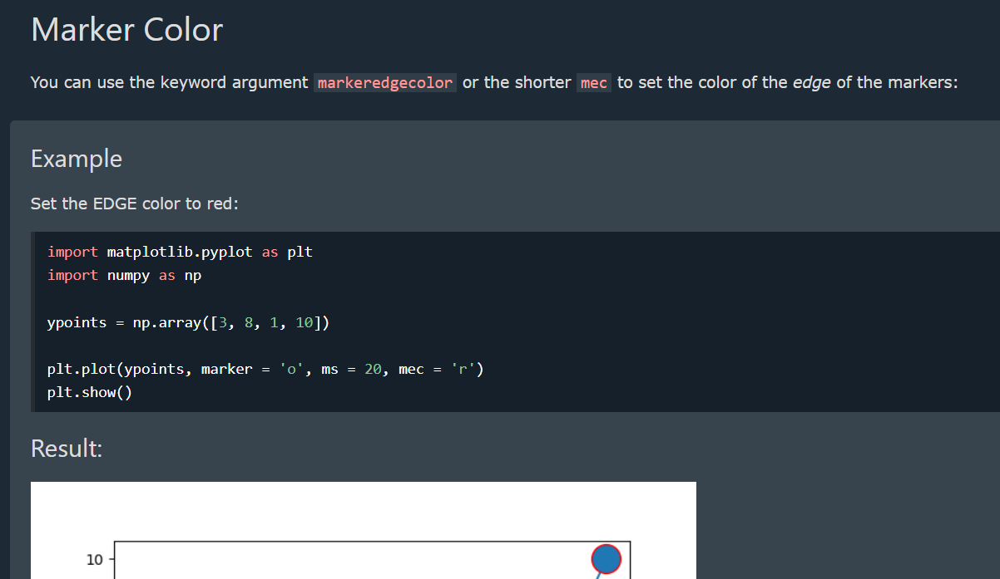 Marker Color
You can use the keyword argument markeredgecolor or the shorter mec to set the color of the edge of the markers:
Example
Set the EDGE color to red:
import matplotlib.pyplot as plt
import numpy as np
ypoints = np.array([3, 8, 1, 10])
plt.plot(ypoints, marker = 'o', ms = 20, mec = 'r')
plt.show()
Result:
10